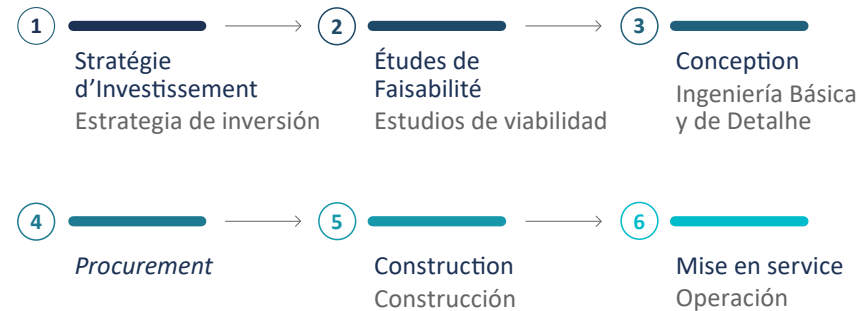 1
Stratégie
d’Investissement
Estrategia de inversión
2
Études de
Faisabilité
Estudios de viabilidad
3
Conception
Ingeniería Básica
y de Detalhe
4
Procurement
5
Construction
Construcción
6
Mise en service
Operación